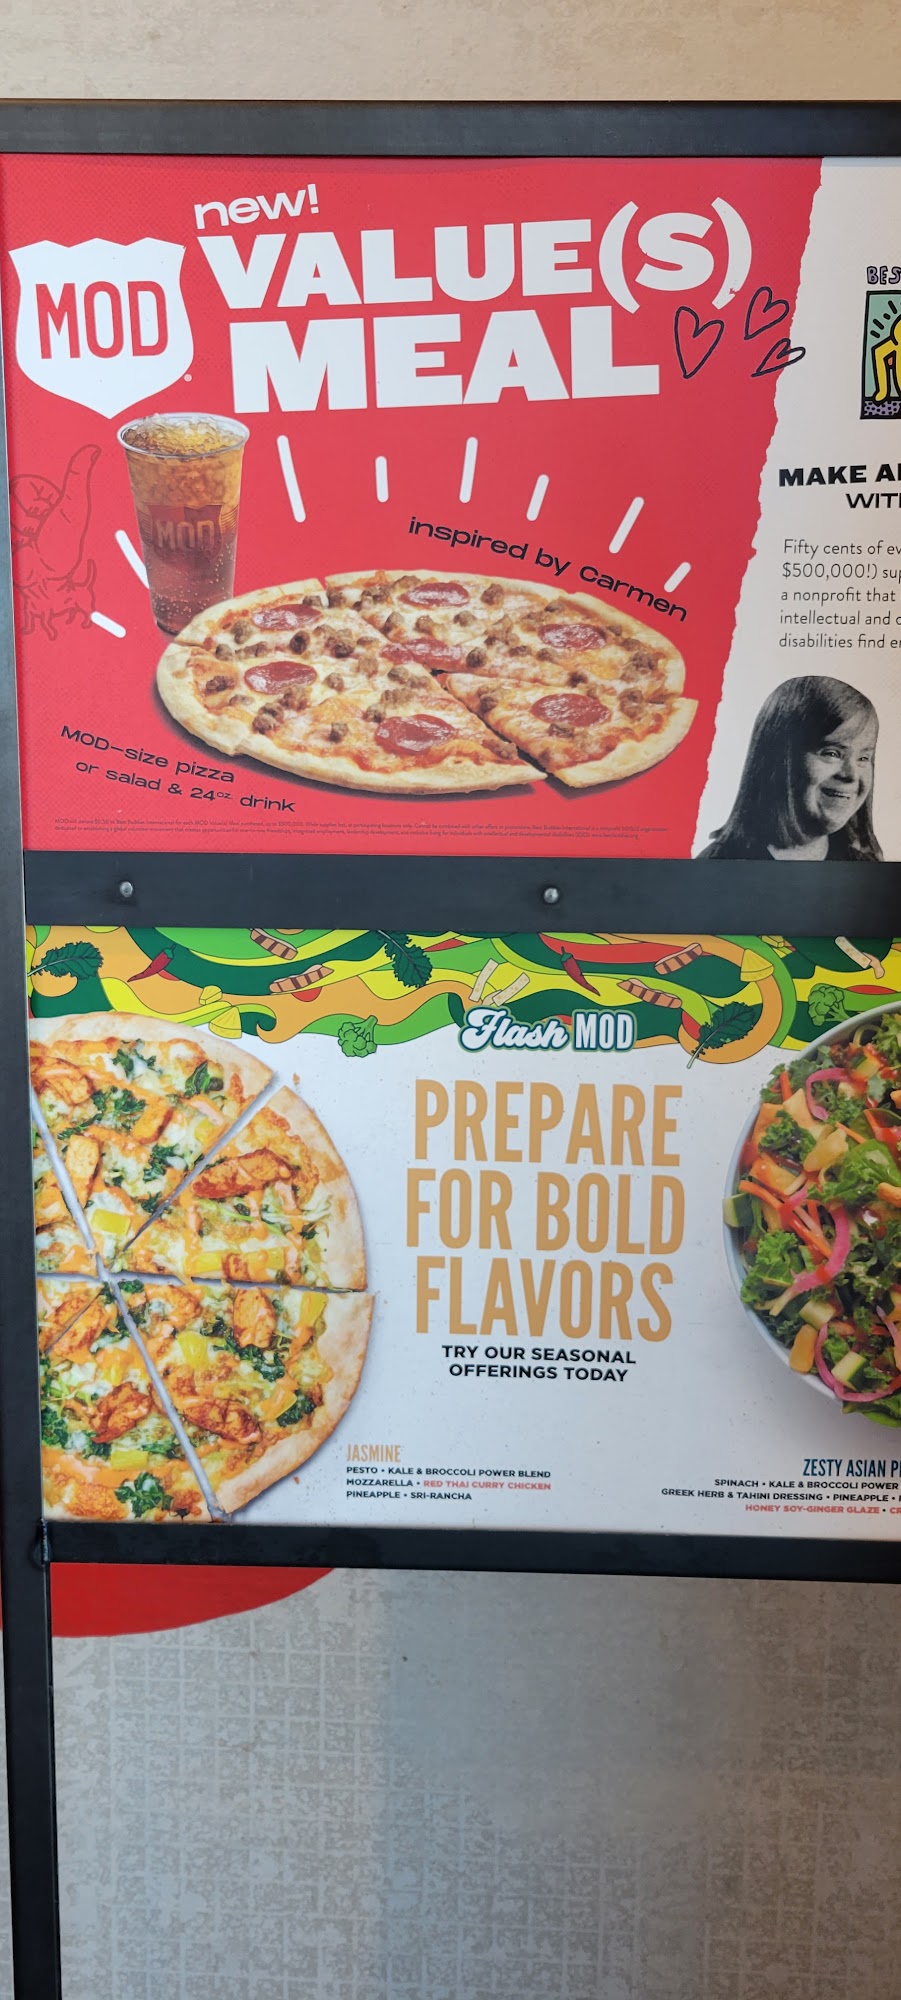 new!
VALUE(S)
MEAL
MOD
MOD
inspired by Carmen
MOD-size pizza
or salad & 24oz. drink
BES
MAKE A
WIT
Fifty cents of ev
$500,000!) sup
a nonprofit that
intellectual and
disabilities find e
Flash MOD
PREPARE
FOR BOLD
FLAVORS
TRY OUR SEASONAL
OFFERINGS TODAY
JASMINE
PESTO • KALE & BROCCOLI POWER BLEND
MOZZARELLA • RED THAI CURRY CHICKEN
PINEAPPLE • SRI-RANCHA
ZESTY ASIAN P
SPINACH • KALE & BROCCOLI POWER
GREEK HERB & TAHINI DRESSING • PINEAPPLE •
HONEY SOY-GINGER GLAZE • C